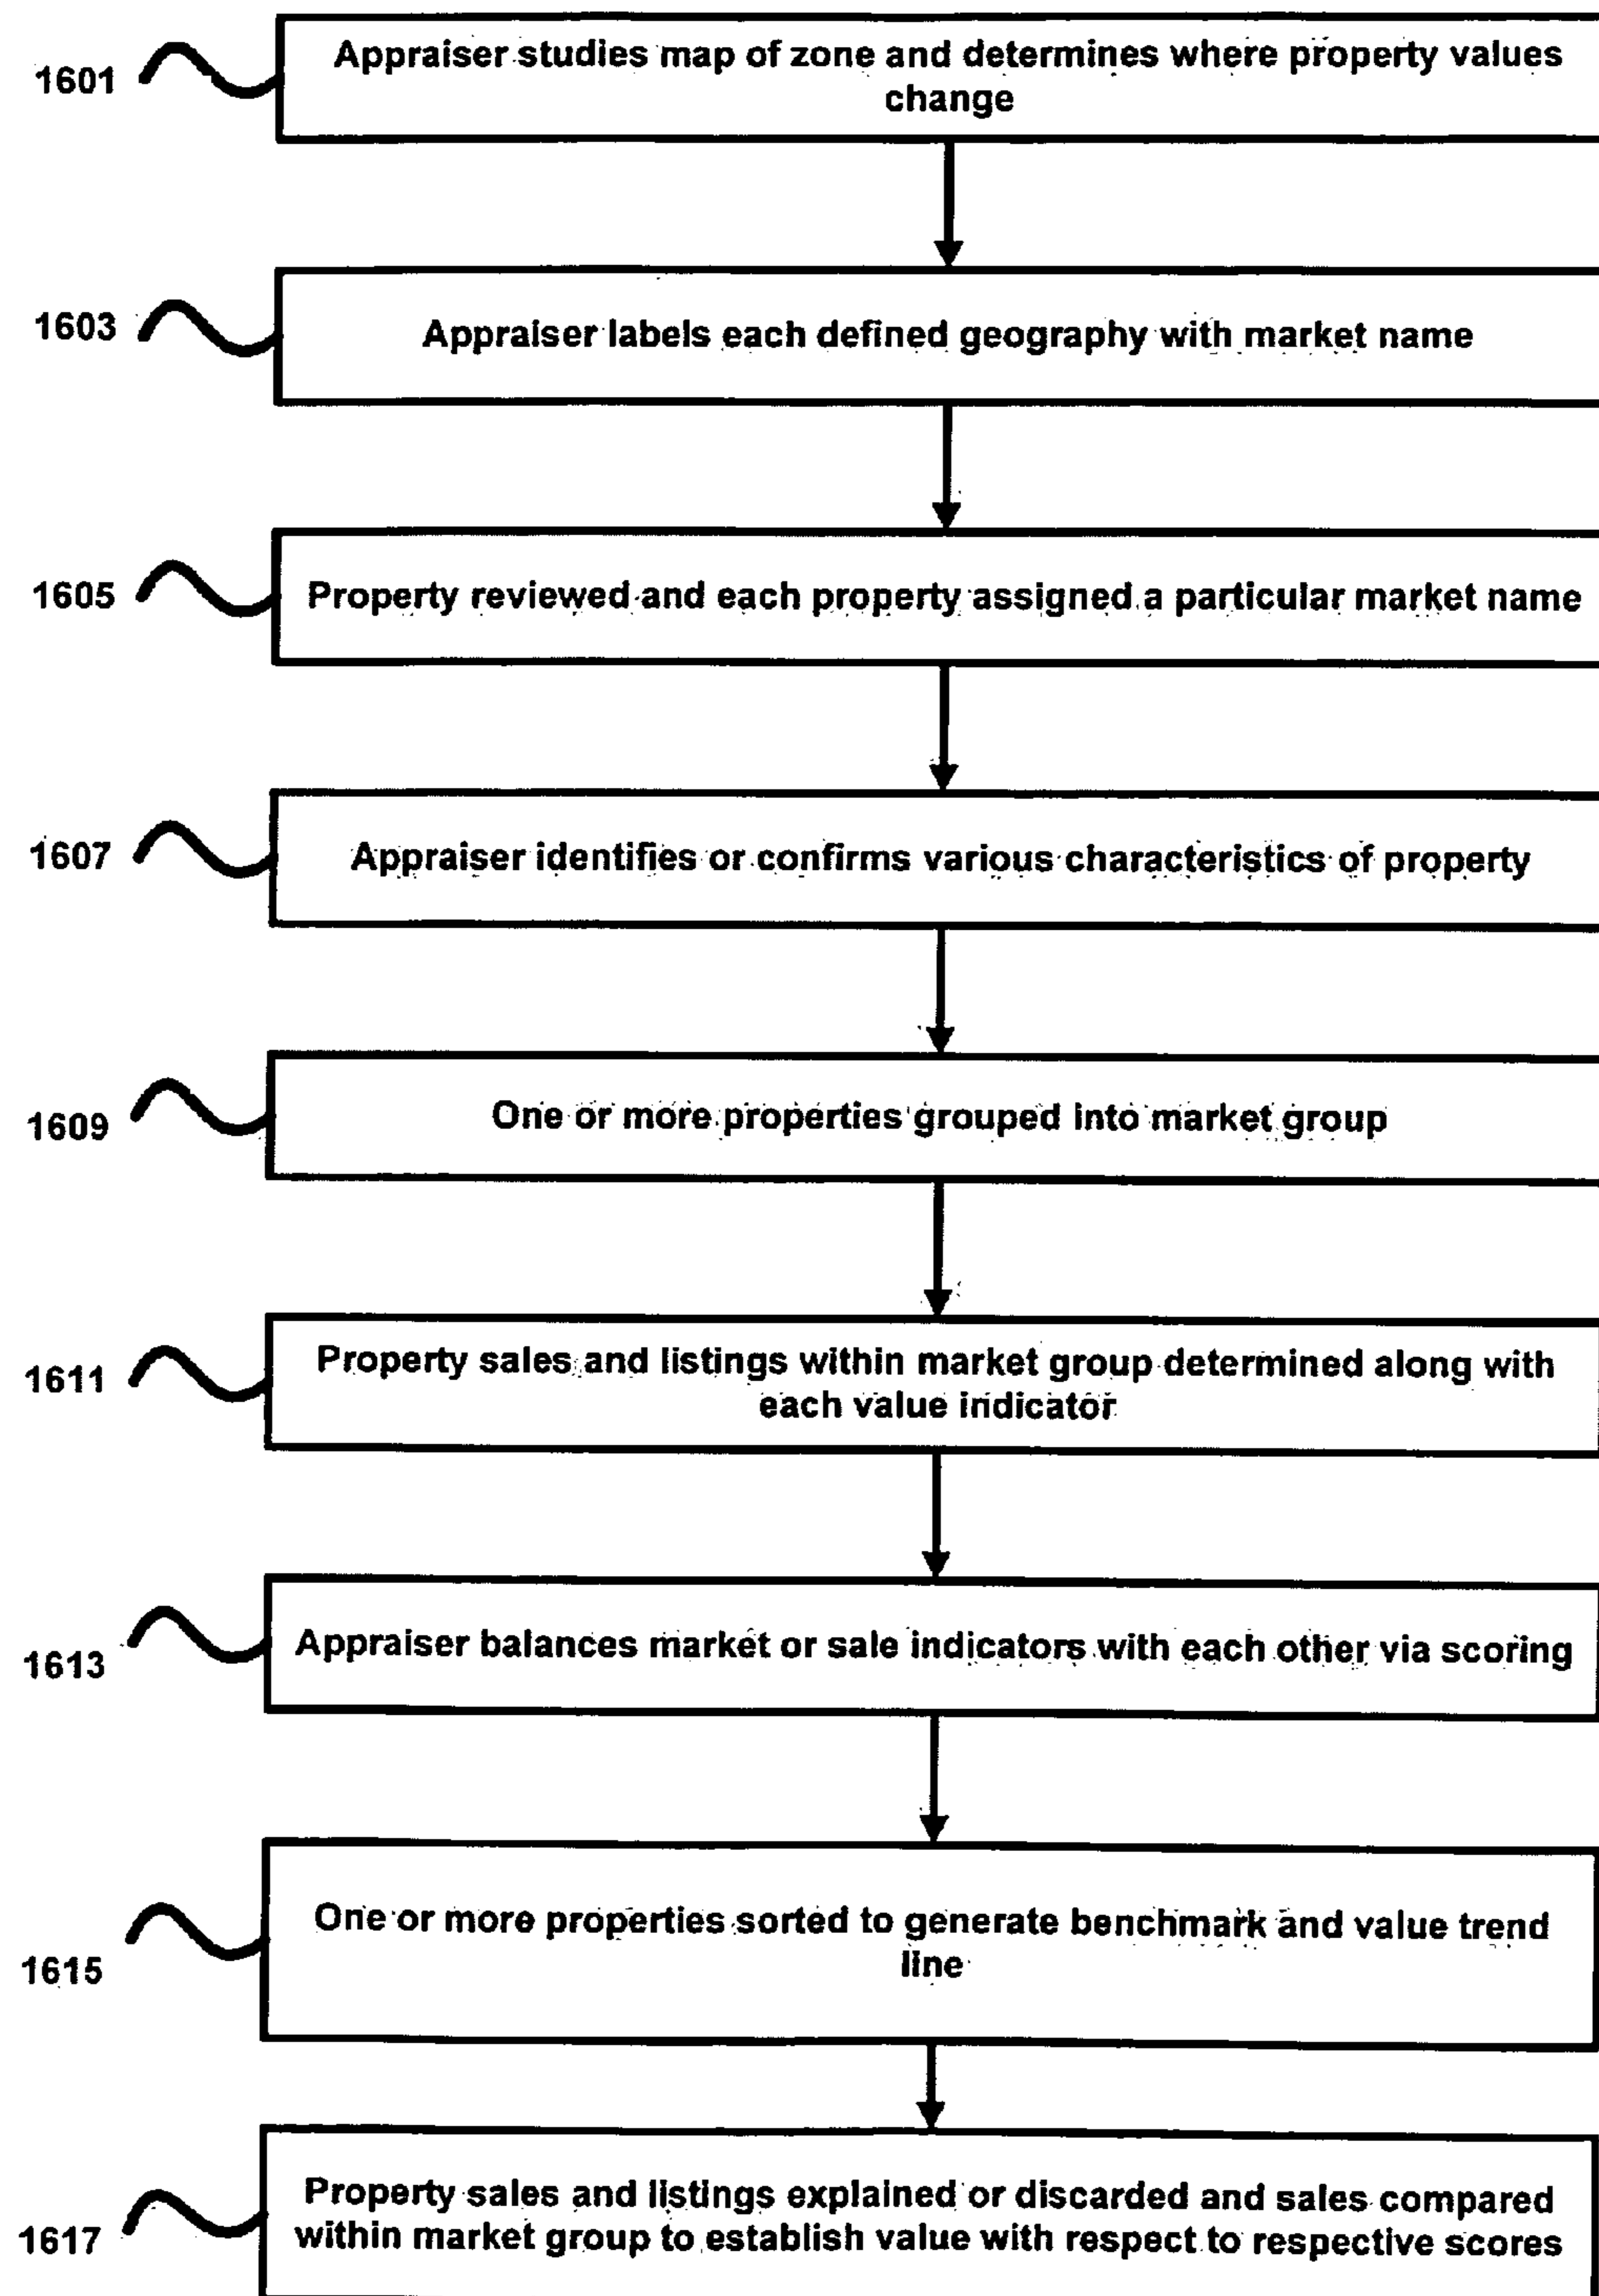 1601
Appraiser studies map of zone and determines where property values
change
1603
Appraiser labels each defined geography with market name
1605
Property reviewed and each property assigned a particular market name
1607
Appraiser identifies or confirms various characteristics of property
1609
One or more properties grouped into market group
1611
Property sales and listings within market group determined along with
each value indicator
1613
Appraiser balances market or sale indicators with each other via scoring
1615
One or more properties sorted to generate benchmark and value trend
line
1617
Property sales and listings explained or discarded and sales compared
within market group to establish value with respect to respective scores